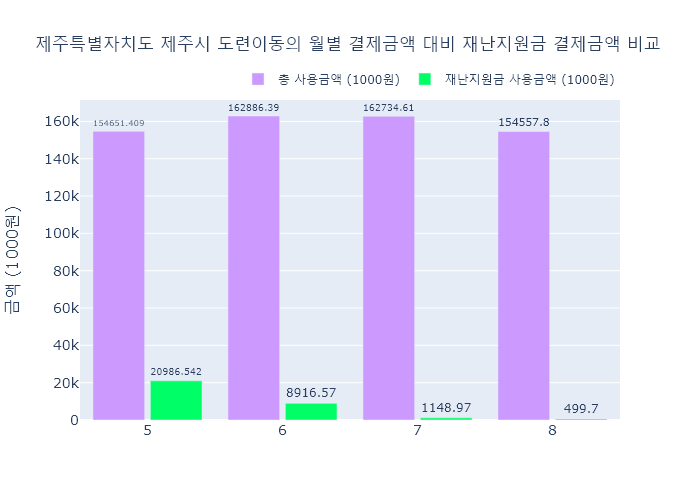 제주특별자치도 제주시 도련이동의 월별 결제금액 대비 재난지원금 결제금액 비교
총 사용금액 (1000원)
재난지원금 사용금액 (1000원)
금액 (1000원)
160k
140k
120k
100k
80k
60k
40k
20k
0
154651.409
20986.542
162886.39
8916.57
162734.61
1148.97
154557.8
499.7
5
6
7
8